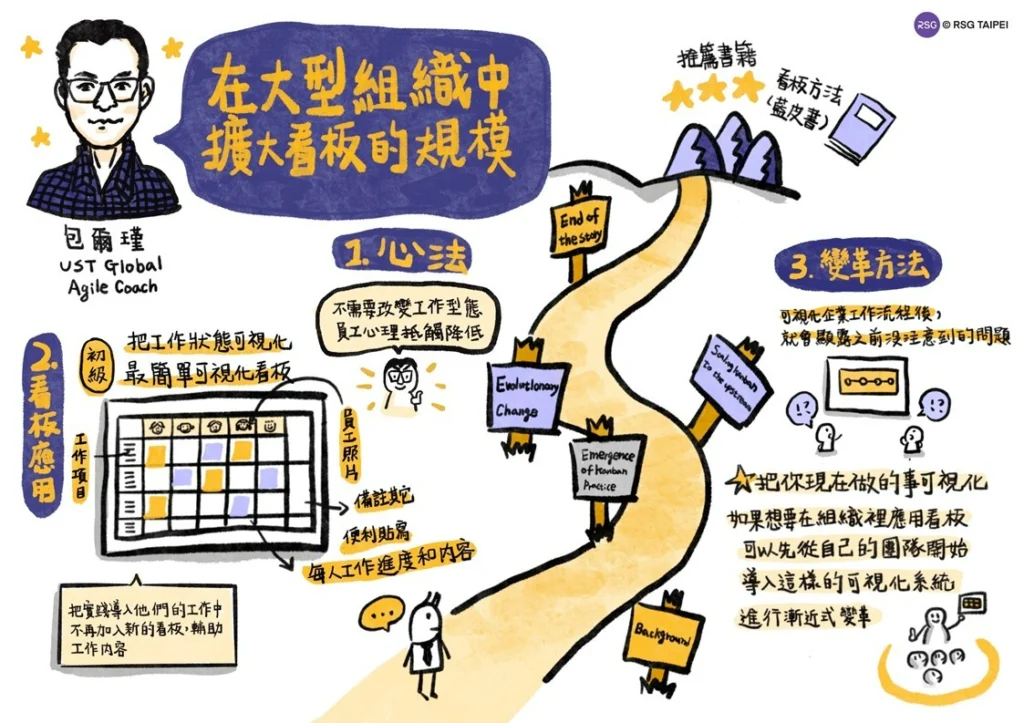 RSG © RSG TAIPEI
在大型組織中
擴大看板的規模
包爾瑾
UST Global
Agile Coach
推薦書籍
看板方法
(藍皮書)
1. 心法
不需要改變工作型態
員工心理抵觸降低
2. 看板應用
初級
把工作狀態可視化
最簡單可視化看板
工作項目
員工照片
備註其它
便利貼寫
每人工作進度和內容
把實踐導入他們的工作中
不再加入新的看板,輔助
工作內容
End of
the story
Evolutionary
Change
Scaling kanban
to the upstream
Emergence
of Kanban
Practice
Background
3. 變革方法
可視化企業工作流程後,
就會顯露之前沒注意到的問題
!?
!?
把你現在做的事可視化
如果想要在組織裡應用看板
可以先從自己的團隊開始
導入這樣的可視化系統
進行漸近式變革